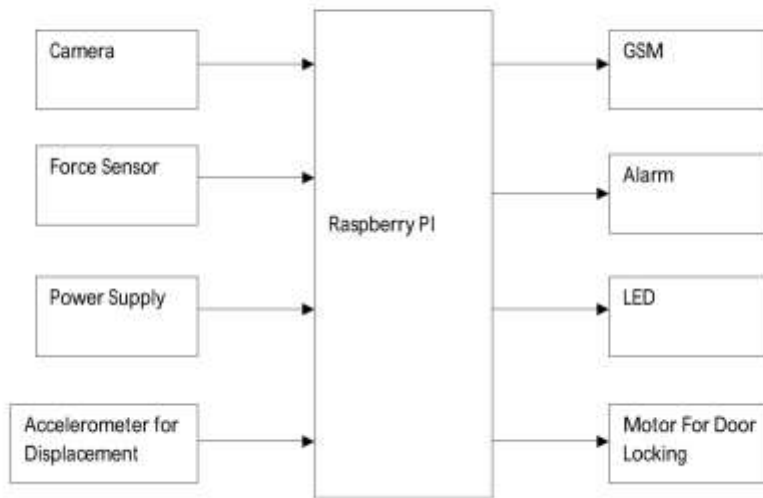 Camera
GSM
Force Sensor
Alarm
Raspberry PI
Power Supply
LED
Accelerometer for
Displacement
Motor For Door
Locking